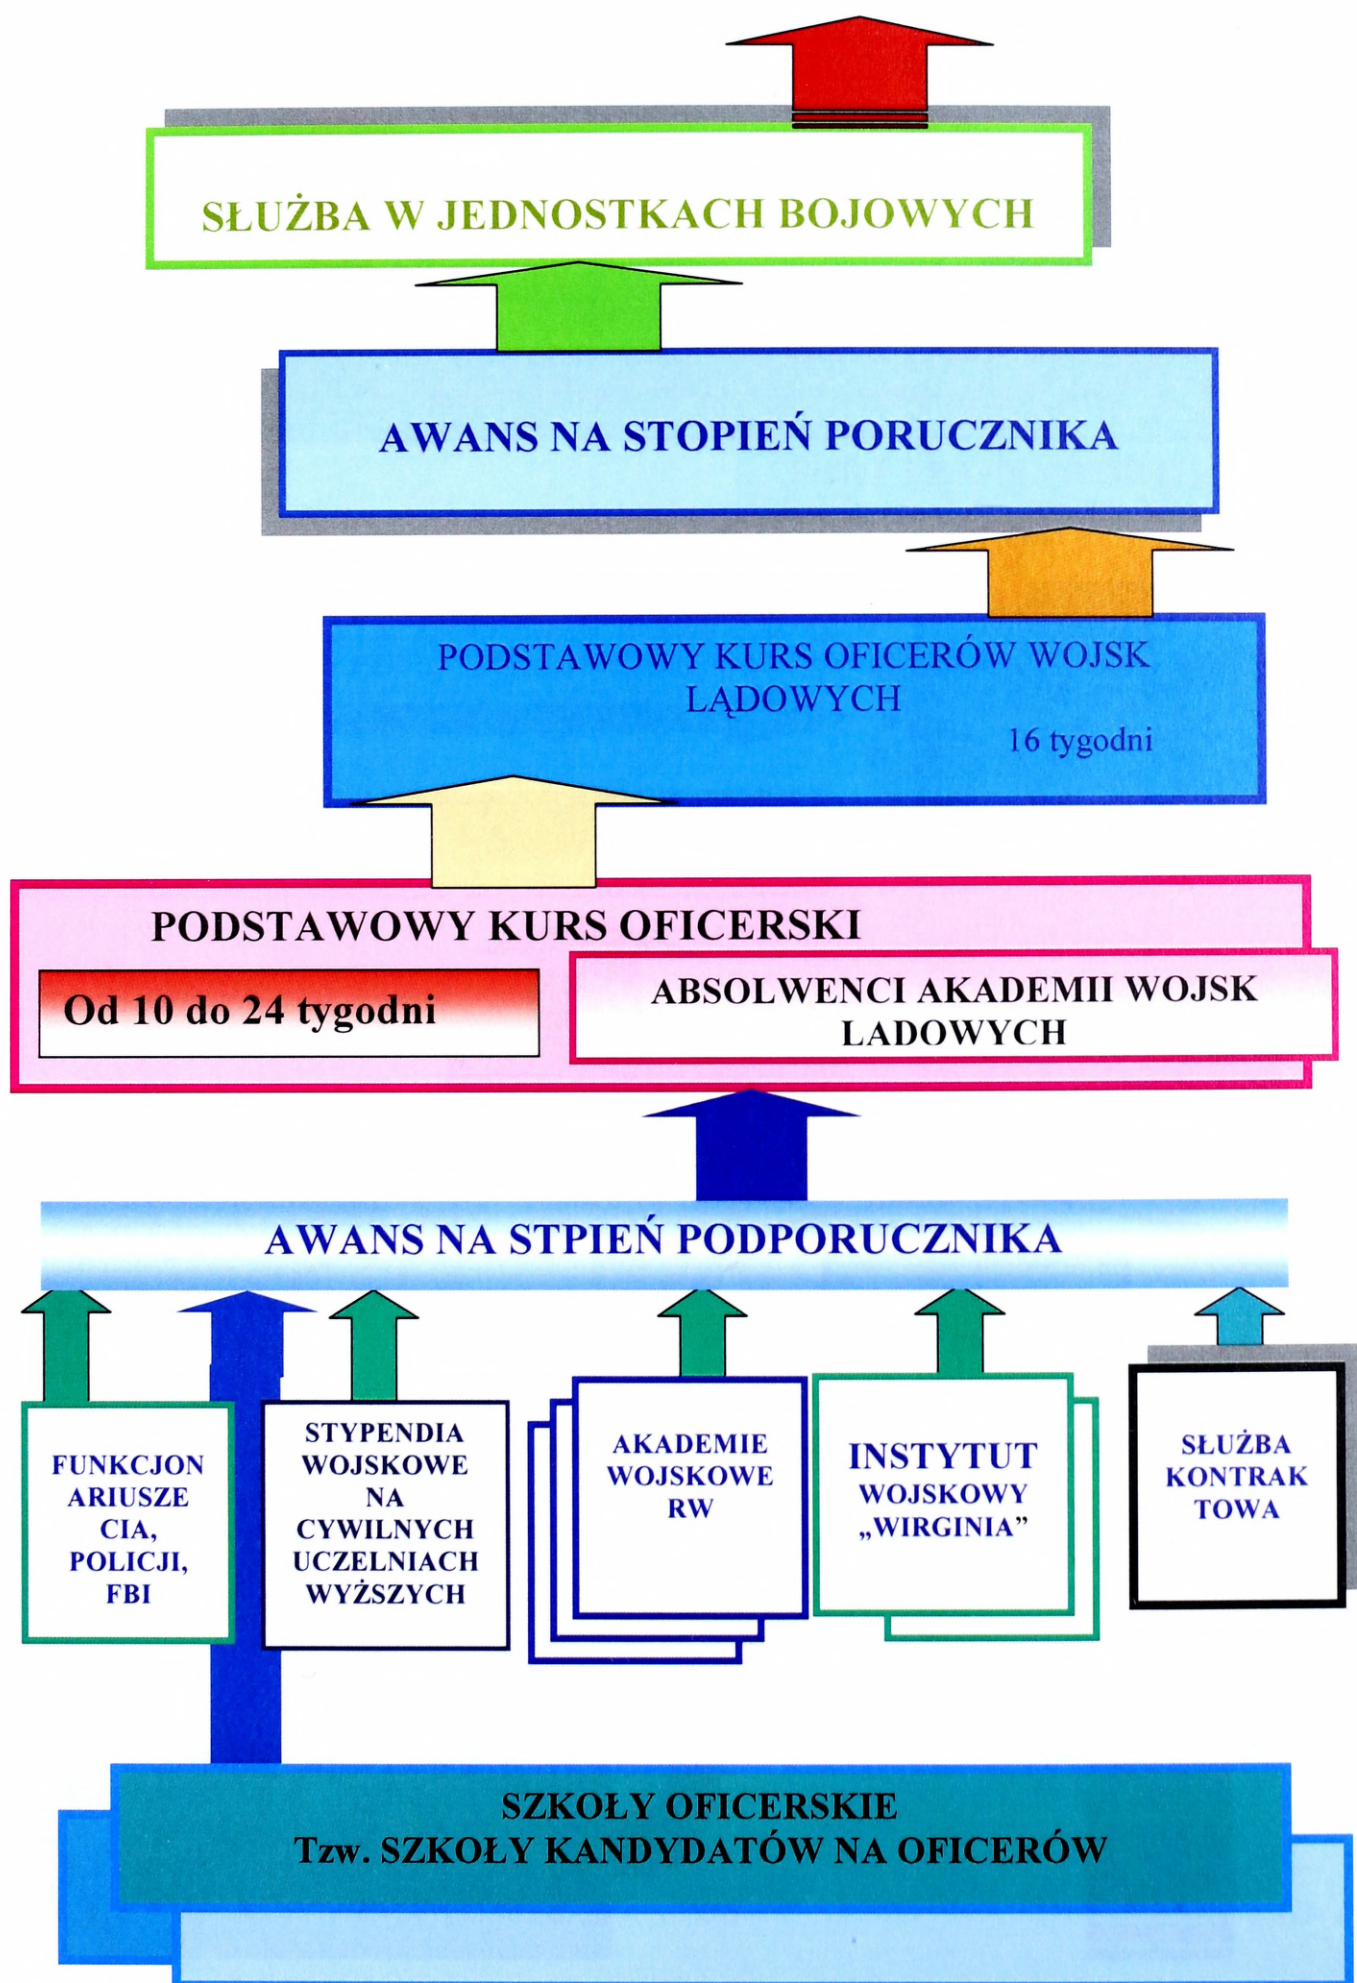 SŁUŻBA W JEDNOSTKACH BOJOWYCH
AWANS NA STOPIEŃ PORUCZNIKA
PODSTAWOWY KURS OFICERÓW WOJSK
LĄDOWYCH
16 tygodni
PODSTAWOWY KURS OFICERSKI
Od 10 do 24 tygodni
ABSOLWENCI AKADEMII WOJSK
LADOWYCH
AWANS NA STPIEŃ PODPORUCZNIKA
FUNKCJON
ARIUSZE
CIA,
POLICJI,
FBI
STYPENDIA
WOJSKOWE
NA
CYWILNYCH
UCZELNIACH
WYŻSZYCH
AKADEMIE
WOJSKOWE
RW
INSTYTUT
WOJSKOWY
„WIRGINIA”
SŁUŻBA
KONTRAK
TOWA
SZKOŁY OFICERSKIE
Tzw. SZKOŁY KANDYDATÓW NA OFICERÓW